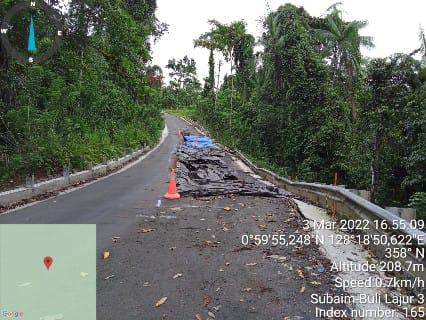 3 Mar 2022 16.55.09
0°59'55,248"N 128°18'50,622"E
358° N
Altitude:208.7m
Speed:0.7km/h
Subaim Buli Lajur 3
Index number: 165
Google